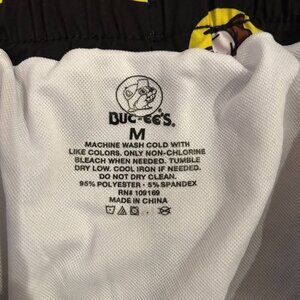 BUC-EE'S.
M
MACHINE WASH COLD WITH
LIKE COLORS. ONLY NON-CHLORINE
BLEACH WHEN NEEDED. TUMBLE
DRY LOW. COOL IRON IF NEEDED.
DO NOT DRY CLEAN.
95% POLYESTER • 5% SPANDEX
RN# 109169
MADE IN CHINA